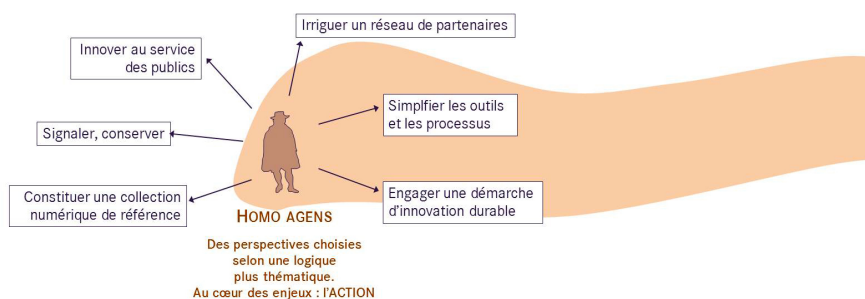 Irriguer un réseau de partenaires
Innover au service
des publics
Simplfier les outils
et les processus
Signaler, conserver
Constituer une collection
numérique de référence
Engager une démarche
d'innovation durable
HOMO AGENS
Des perspectives choisies
selon une logique
plus thématique.
Au cœur des enjeux : l'ACTION